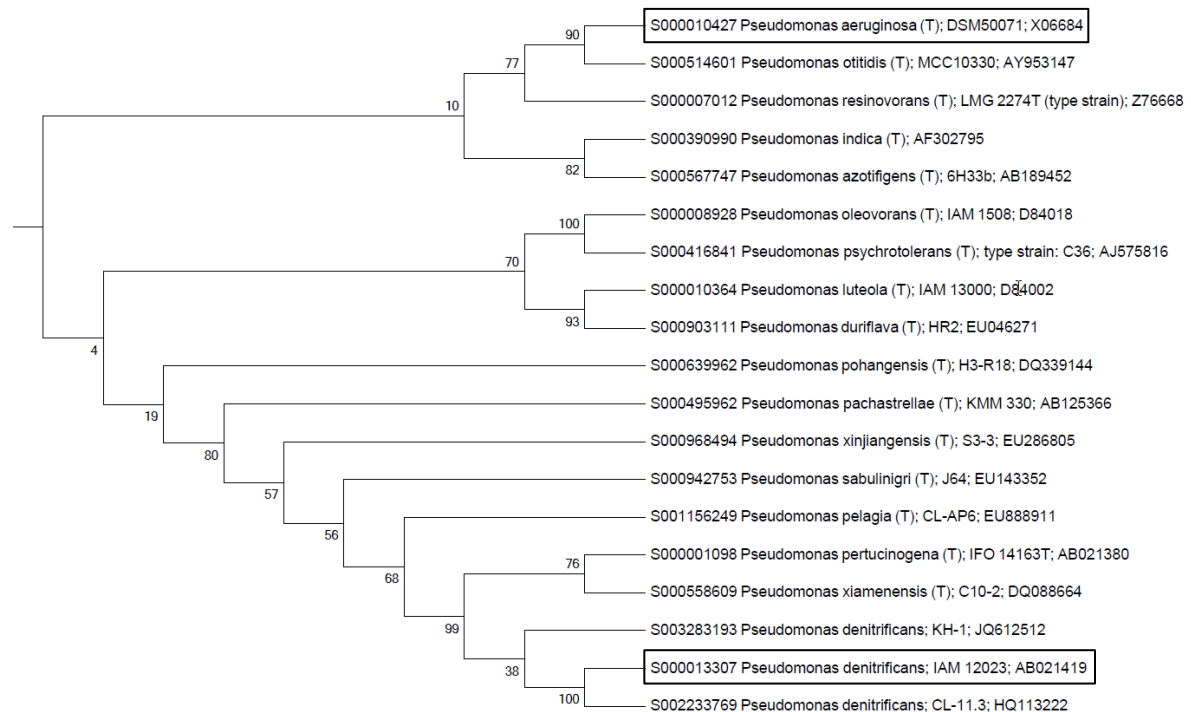 S000010427 Pseudomonas aeruginosa (T); DSM50071; X06684
90
S000514601 Pseudomonas otitidis (T); MCC10330; AY953147
77
S000007012 Pseudomonas resinovorans (T); LMG 2274T (type strain); Z76668
10
S000390990 Pseudomonas indica (T); AF302795
82
S000567747 Pseudomonas azotifigens (T); 6H33b; AB189452
S000008928 Pseudomonas oleovorans (T); IAM 1508; D84018
100
S000416841 Pseudomonas psychrotolerans (T); type strain: C36; AJ575816
70
S000010364 Pseudomonas luteola (T); IAM 13000; D84002
93
S000903111 Pseudomonas duriflava (T); HR2; EU046271
4
S000639962 Pseudomonas pohangensis (T); H3-R18; DQ339144
19
S000495962 Pseudomonas pachastrellae (T); KMM 330; AB125366
80
S000968494 Pseudomonas xinjiangensis (T); S3-3; EU286805
57
S000942753 Pseudomonas sabulinigri (T); J64; EU143352
56
S001156249 Pseudomonas pelagia (T); CL-AP6; EU888911
68
S000001098 Pseudomonas pertucinogena (T); IFO 14163T; AB021380
76
S000558609 Pseudomonas xiamenensis (T); C10-2; DQ088664
99
S003283193 Pseudomonas denitrificans; KH-1; JQ612512
38
S000013307 Pseudomonas denitrificans; IAM 12023; AB021419
100
S002233769 Pseudomonas denitrificans; CL-11.3; HQ113222